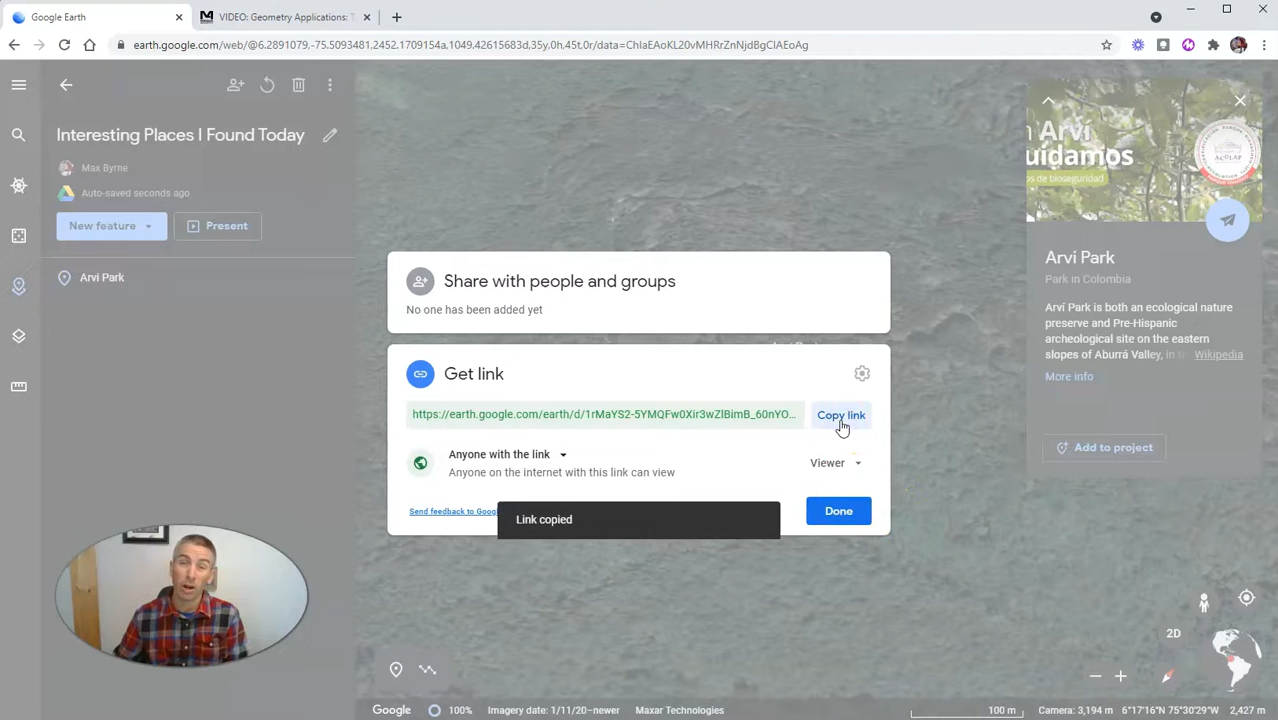 Google Earth
VIDEO: Geometry Applications: T
earth.google.com/web/@6.2891079,-75.5093481,2452.1709154a,1049.42615683d,35y,0h,45t,0r/data=ChIaEAoKL20vMHRrZnNjdBgCIAEoAg
Interesting Places I Found Today
Max Byrne
Auto-saved seconds ago
New feature
Present
Arvi Park
Share with people and groups
No one has been added yet
Get link
https://earth.google.com/earth/d/1rMaYS2-5YMQFw0Xir3wZlBimB_60nYO...
Copy link
Anyone with the link
Anyone on the internet with this link can view
Viewer
Send feedback to Goog
Done
Link copied
n Arví
uidamos
os de bioseguridad
ACOLAP
Arvi Park
Park in Colombia
Arví Park is both an ecological nature
preserve and Pre-Hispanic
archeological site on the eastern
slopes of Aburrá Valley, in t
Wikipedia
More info
Add to project
2D
Google
100%
Imagery date: 1/11/20–newer
Maxar Technologies
100 m
Camera: 3,194 m
6°17'16"N 75°30'29"W
2,427 m